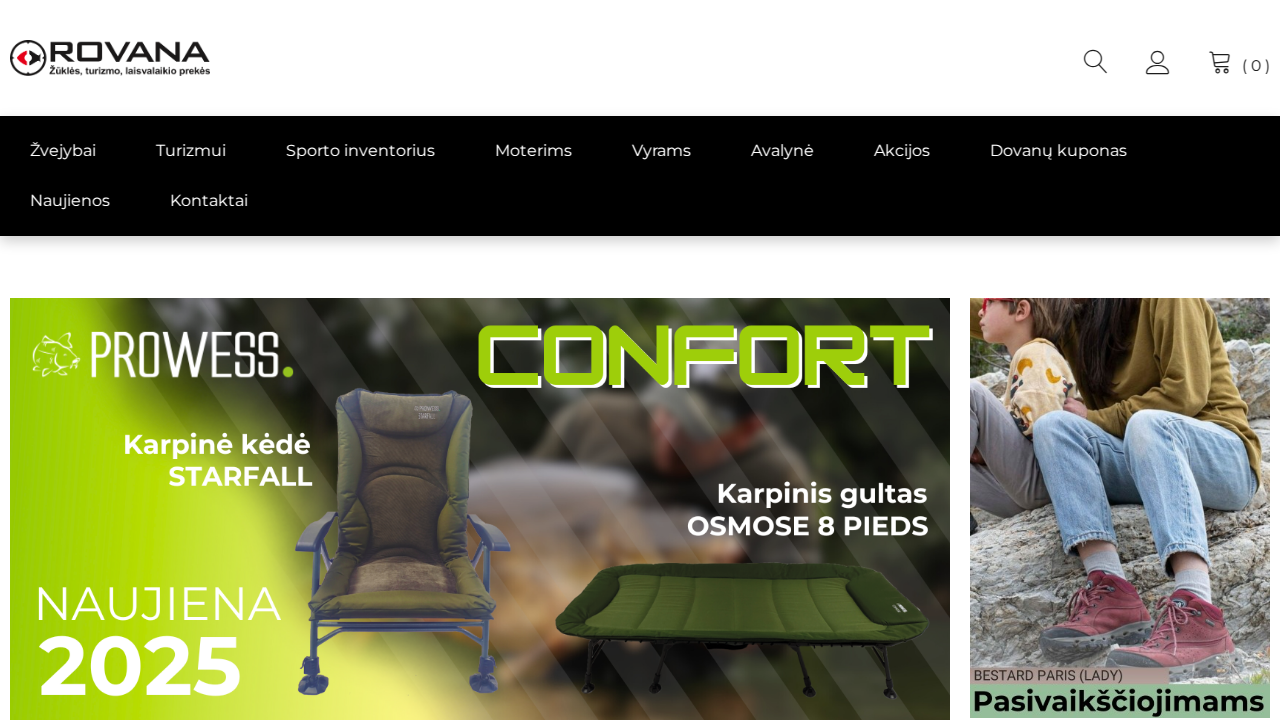 ROVANA
Žūklės, turizmo, laisvalaikio prekės
( 0 )
Žvejybai Turizmui Sporto inventorius Moterims Vyrams Avalynė Akcijos Dovanų kuponas
Naujienos Kontaktai
PROWESS.
CONFORT
Karpinė kėdė
STARFALL
Karpinis gultas
OSMOSE 8 PIEDS
NAUJIENA
2025
BESTARD PARIS (LADY)
Pasivaikščiojimams